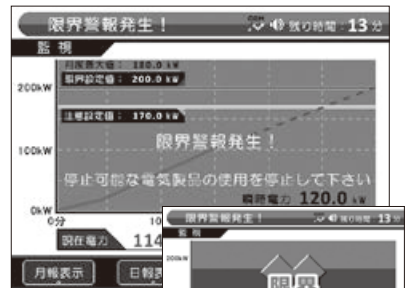 限界警報発生！ 残り時間：13分
監視
月度最大値： 180.0 kW
限界設定値： 200.0 kW
200kW
注意設定値： 170.0 kW
限界警報発生！
100kW
停止可能な電気製品の使用を停止して下さい
瞬時電力 120.0 kW
0kW
0分 10
現在電力 114
月報表示 日報表
限界警報発生！ 残り時間：13分
監視
200kW
限界